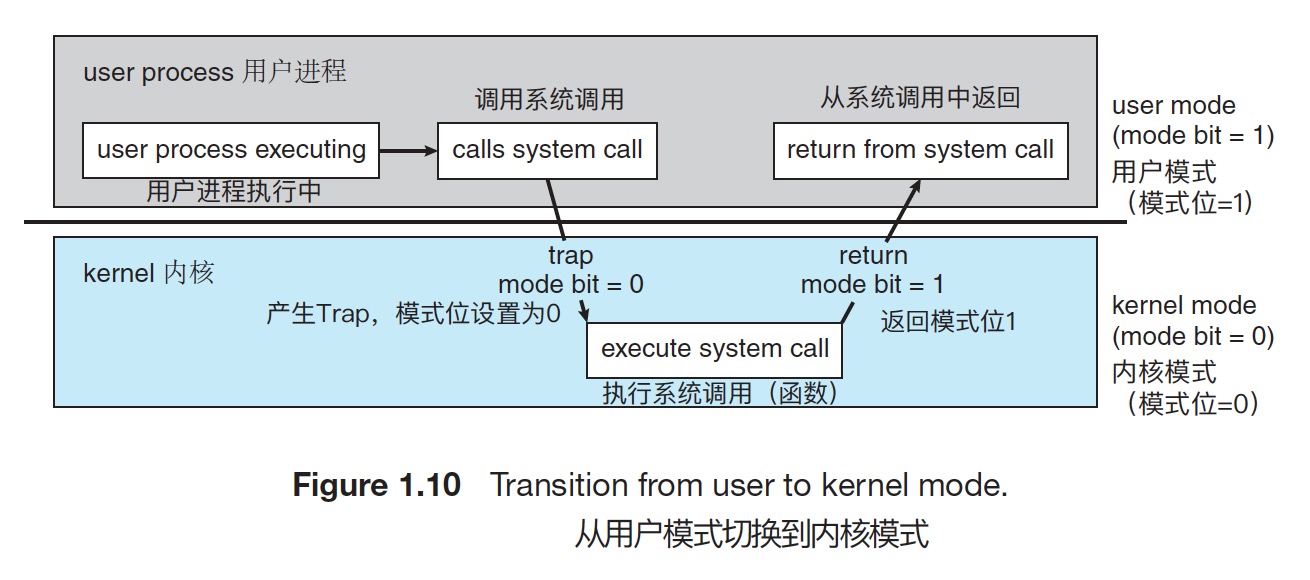 user process 用户进程
调用系统调用
从系统调用中返回
user process executing
calls system call
return from system call
用户进程执行中
user mode
(mode bit = 1)
用户模式
（模式位=1）
kernel 内核
trap
mode bit = 0
产生Trap，模式位设置为0
return
mode bit = 1
返回模式位1
execute system call
执行系统调用（函数）
kernel mode
(mode bit = 0)
内核模式
（模式位=0）
Figure 1.10 Transition from user to kernel mode.
从用户模式切换到内核模式